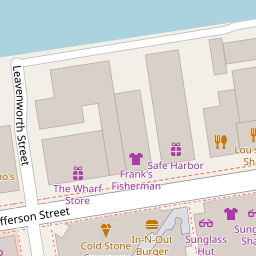 Leavenworth Street
Lou's
Sha
Safe Harbor
Frank's
Fisherman
o's
The Wharf
Store
fferson Street
Cold Stone
In-N-Out
Burger
Sunglass
Hut
Sung
Sha